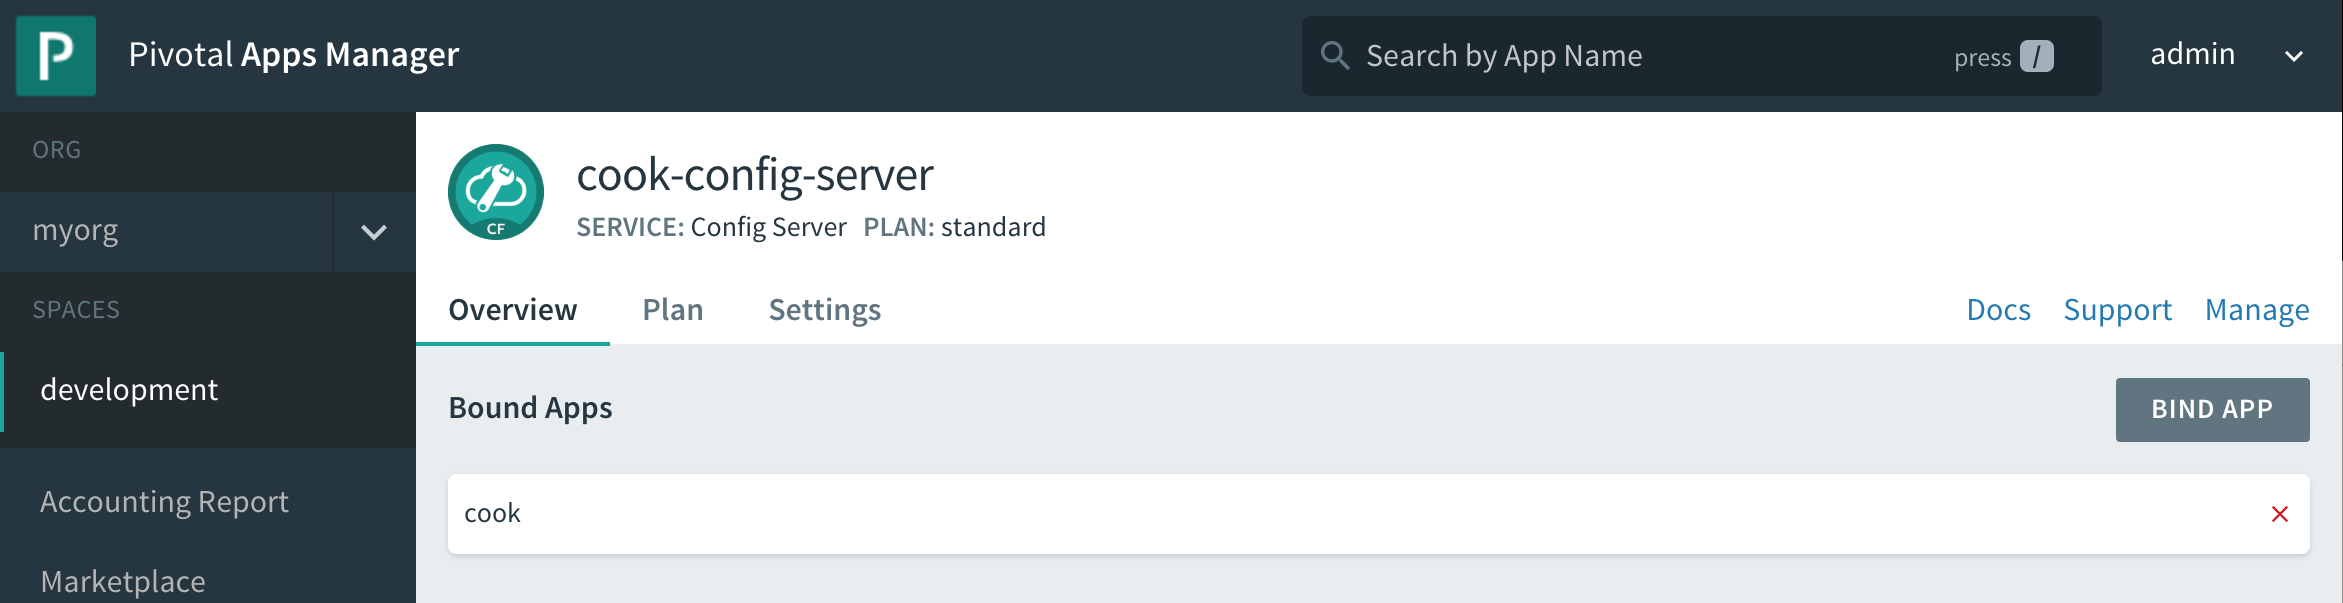 P
Pivotal Apps Manager
Search by App Name
press /
admin
ORG
myorg
SPACES
development
Accounting Report
Marketplace
CF
cook-config-server
SERVICE: Config Server PLAN: standard
Overview
Plan
Settings
Docs
Support
Manage
Bound Apps
BIND APP
cook